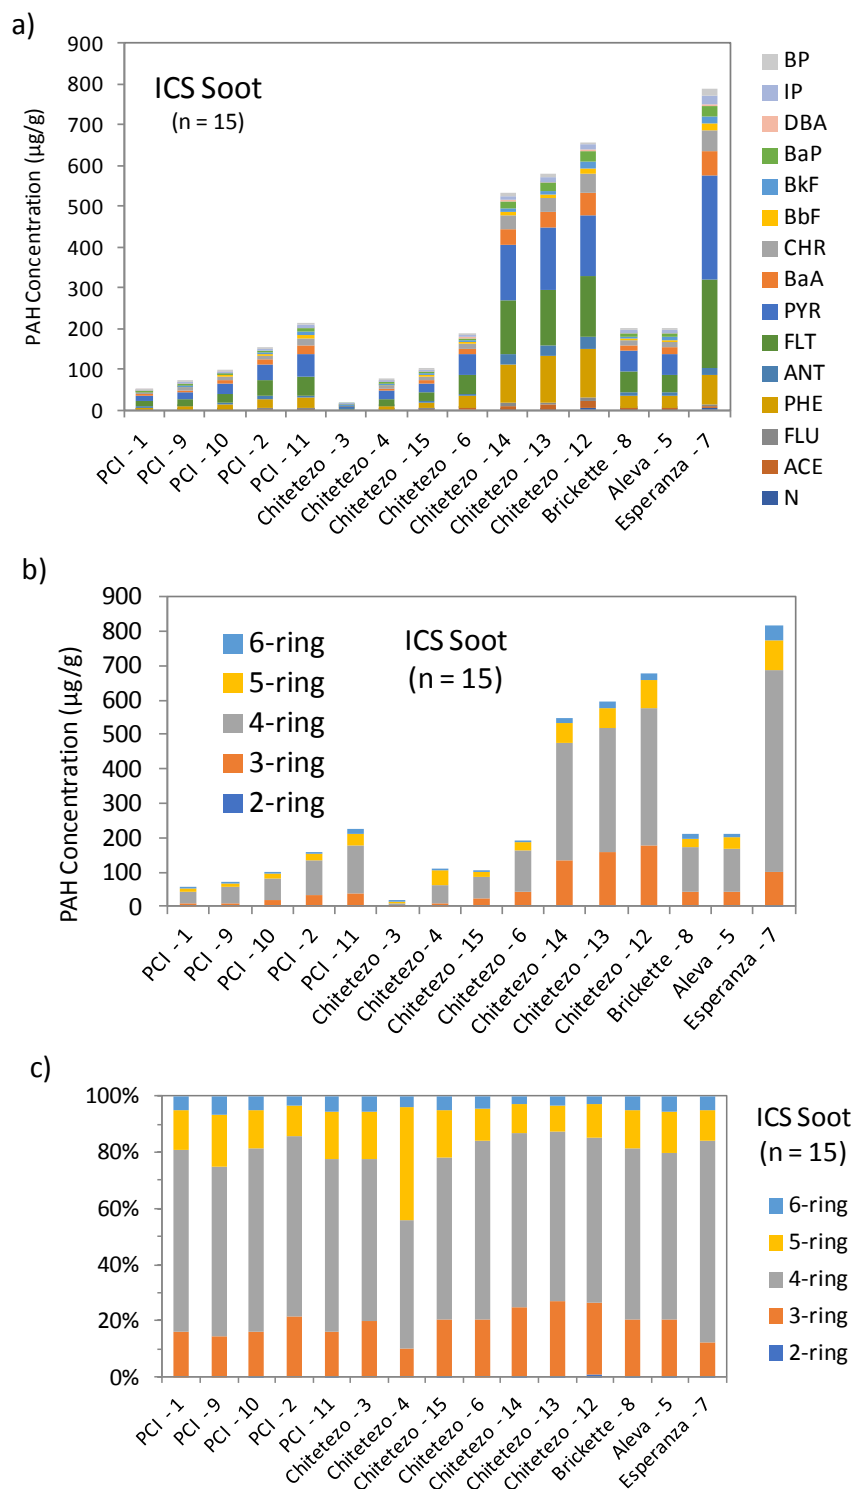 a)
PAH Concentration (µg/g)
900
800
700
600
500
400
300
200
100
0
ICS Soot
(n = 15)
PCI - 1
PCI - 9
PCI - 10
PCI - 2
PCI - 11
Chitetezo - 3
Chitetezo - 4
Chitetezo - 15
Chitetezo - 6
Chitetezo - 14
Chitetezo - 13
Chitetezo - 12
Brickette - 8
Aleva - 5
Esperanza - 7
BP
IP
DBA
BaP
BkF
BbF
CHR
BaA
PYR
FLT
ANT
PHE
FLU
ACE
N
b)
PAH Concentration (µg/g)
900
800
700
600
500
400
300
200
100
0
6-ring
5-ring
4-ring
3-ring
2-ring
ICS Soot
(n = 15)
PCI - 1
PCI - 9
PCI - 10
PCI - 2
PCI - 11
Chitetezo - 3
Chitetezo - 4
Chitetezo - 15
Chitetezo - 6
Chitetezo - 14
Chitetezo - 13
Chitetezo - 12
Brickette - 8
Aleva - 5
Esperanza - 7
c)
100%
80%
60%
40%
20%
0%
PCI - 1
PCI - 9
PCI - 10
PCI - 2
PCI - 11
Chitetezo - 3
Chitetezo - 4
Chitetezo - 15
Chitetezo - 6
Chitetezo - 14
Chitetezo - 13
Chitetezo - 12
Brickette - 8
Aleva - 5
Esperanza - 7
ICS Soot
(n = 15)
6-ring
5-ring
4-ring
3-ring
2-ring